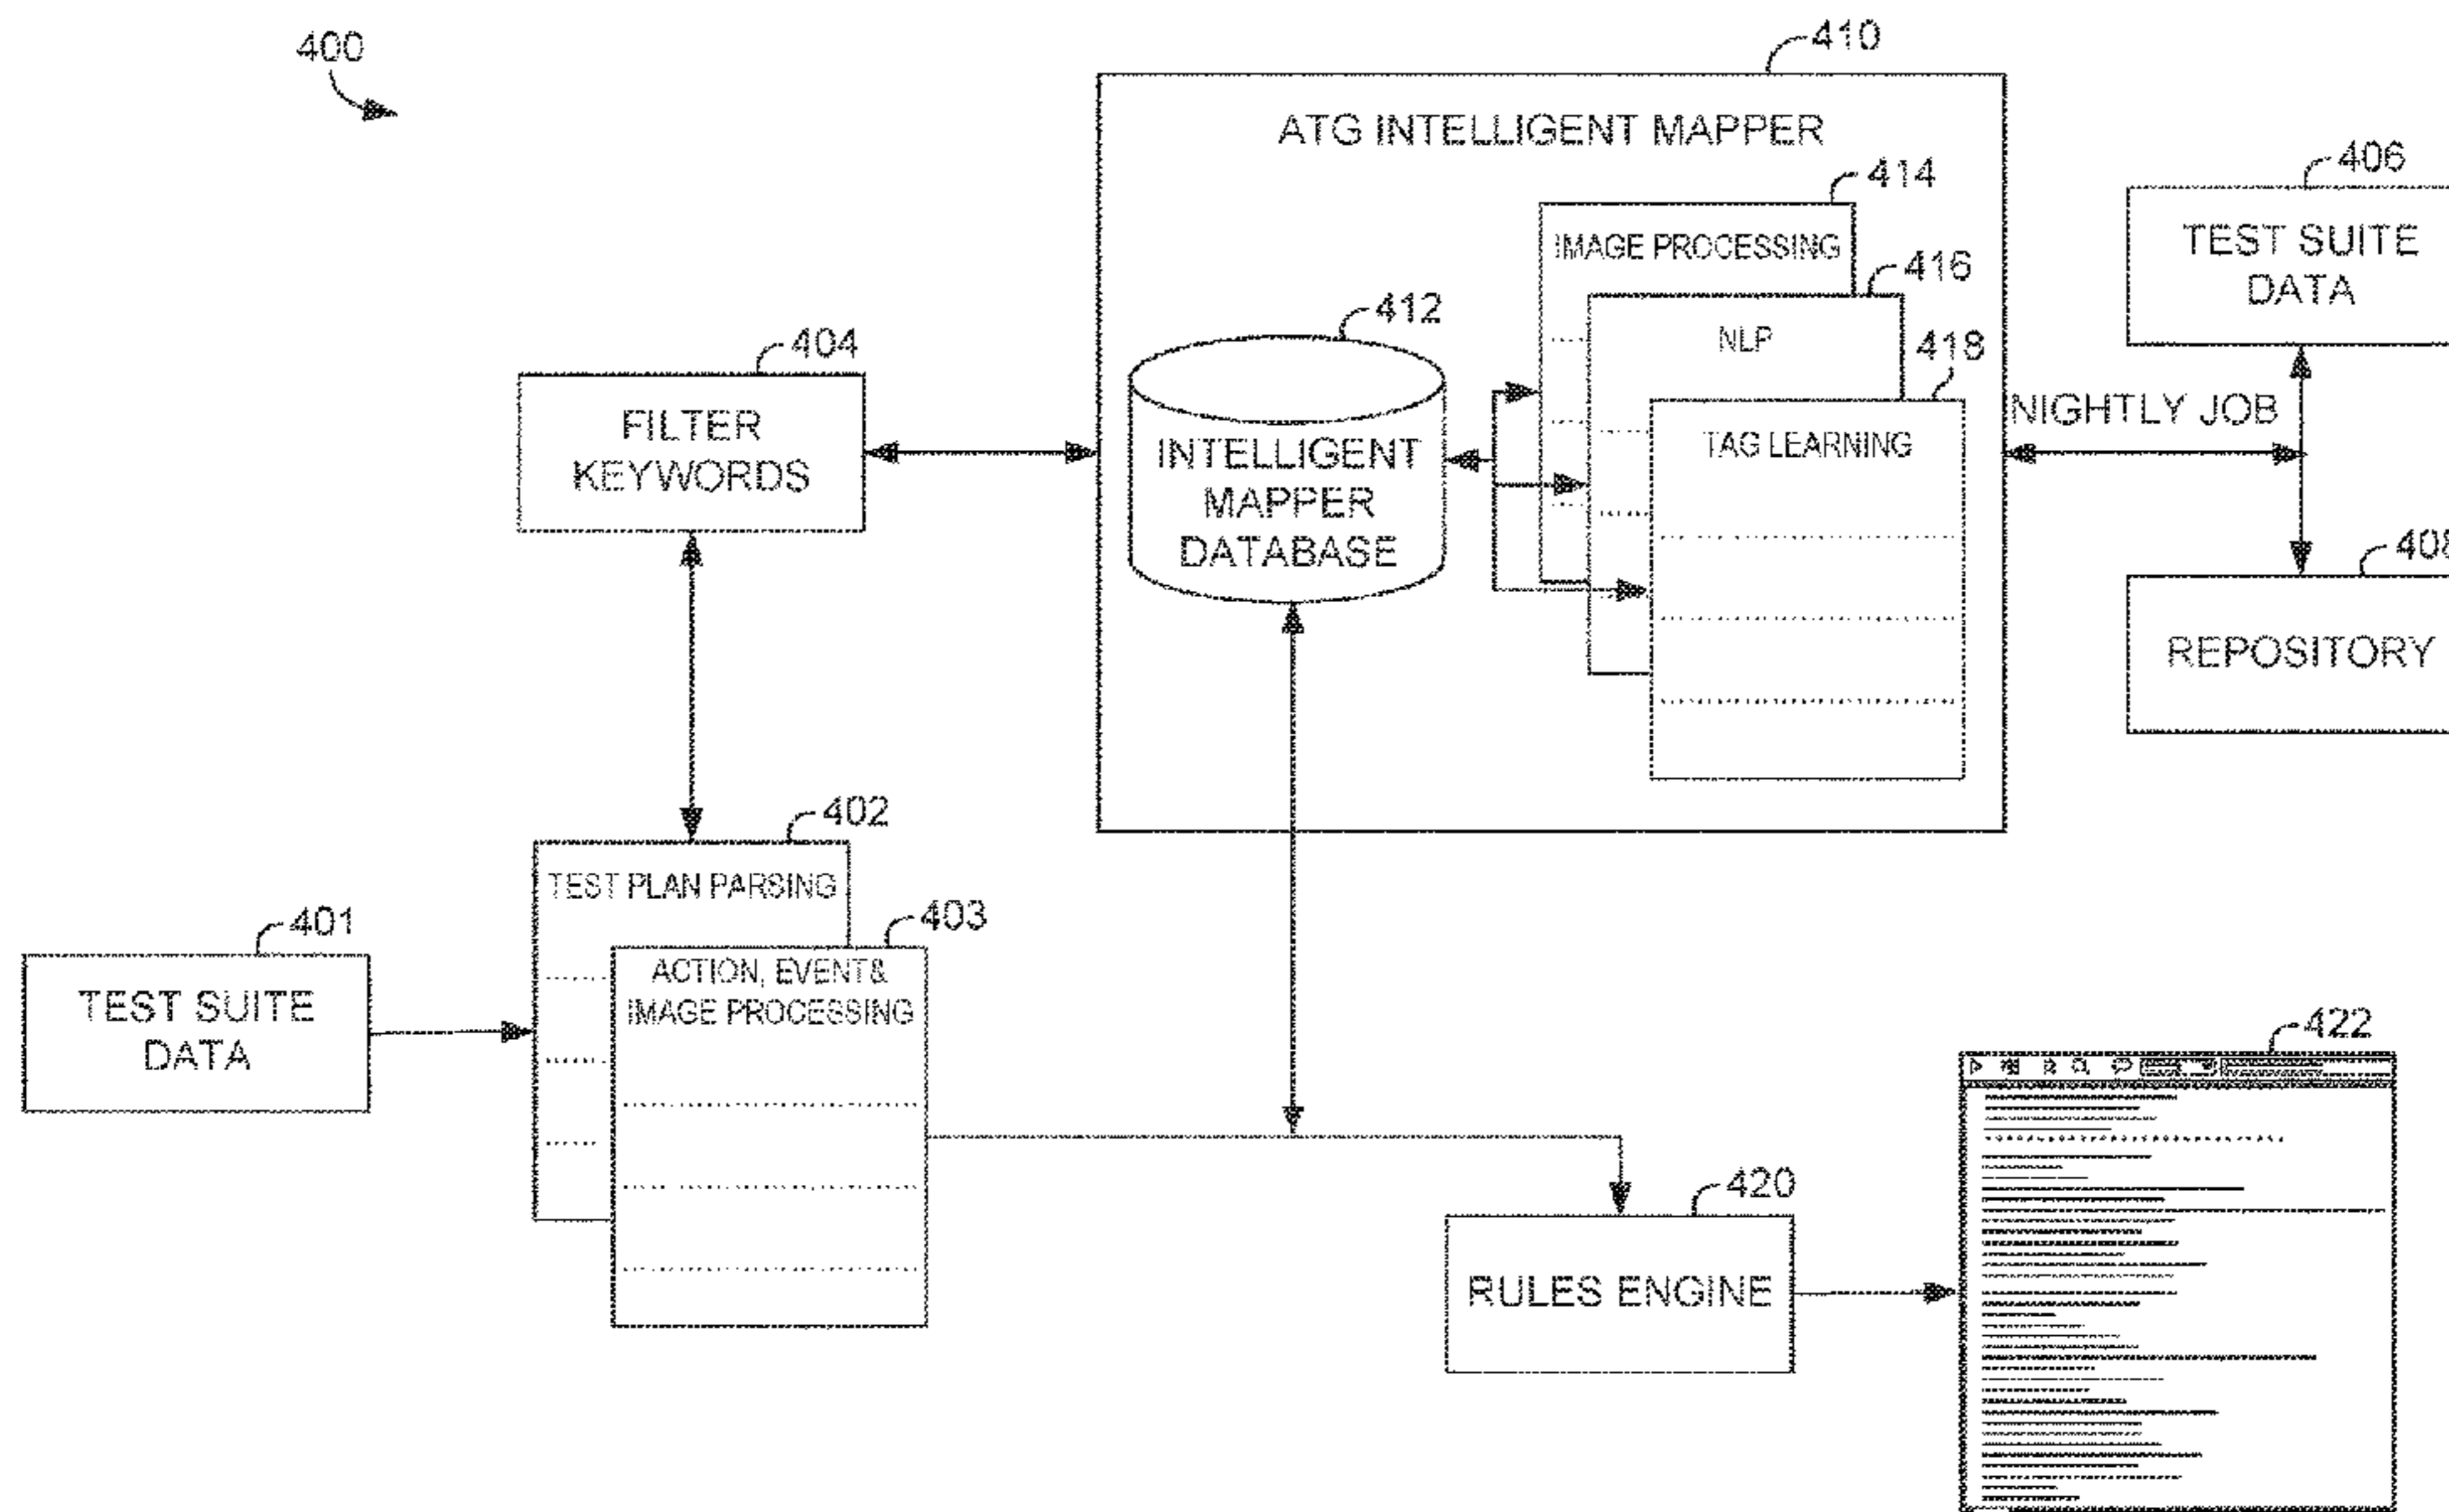 400
410
ATG INTELLIGENT MAPPER
414
406
IMAGE PROCESSING
TEST SUITE
DATA
416
412
NLP
404
418
FILTER
KEYWORDS
NIGHTLY JOB
TAG LEARNING
INTELLIGENT
MAPPER
DATABASE
408
REPOSITORY
402
TEST PLAN PARSING
403
401
ACTION, EVENT&
IMAGE PROCESSING
TEST SUITE
DATA
422
420
RULES ENGINE